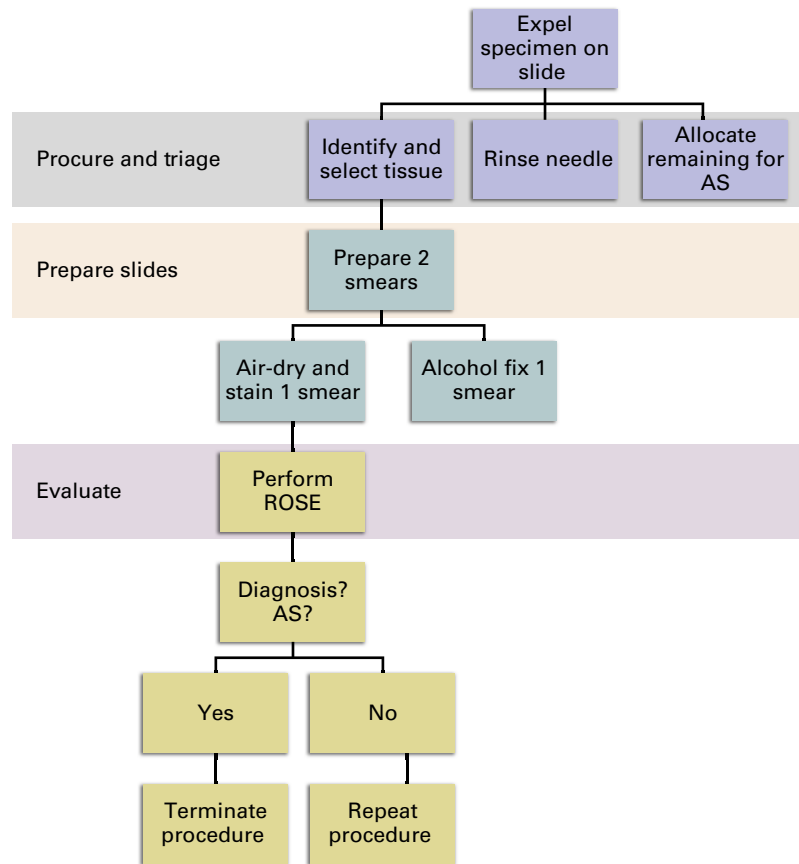 Expel
specimen on
slide
Procure and triage
Identify and
select tissue
Rinse needle
Allocate
remaining for
AS
Prepare slides
Prepare 2
smears
Air-dry and
stain 1 smear
Alcohol fix 1
smear
Evaluate
Perform
ROSE
Diagnosis?
AS?
Yes
No
Terminate
procedure
Repeat
procedure